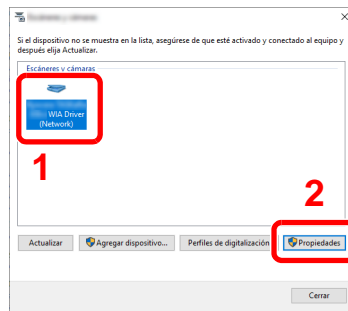 Si el dispositivo no se muestra en la lista, asegúrese de que esté activado y conectado al equipo y
después elija Actualizar.
Escáneres y cámaras
WIA Driver
(Network)
1
2
Actualizar
Agregar dispositivo...
Perfiles de digitalización
Propiedades
Cerrar